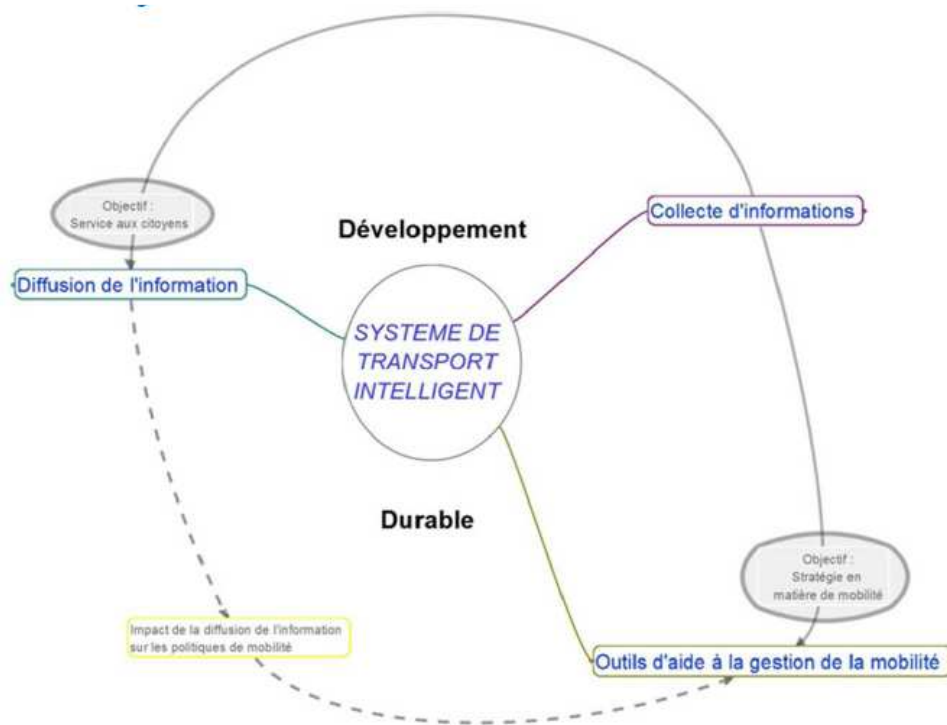 Objectif :
Service aux citoyens
Développement
Collecte d'informations
Diffusion de l'information
SYSTEME DE
TRANSPORT
INTELLIGENT
Durable
Objectif :
Stratégie en
matière de mobilité
Impact de la diffusion de l'information
sur les politiques de mobilité
Outils d'aide à la gestion de la mobilité